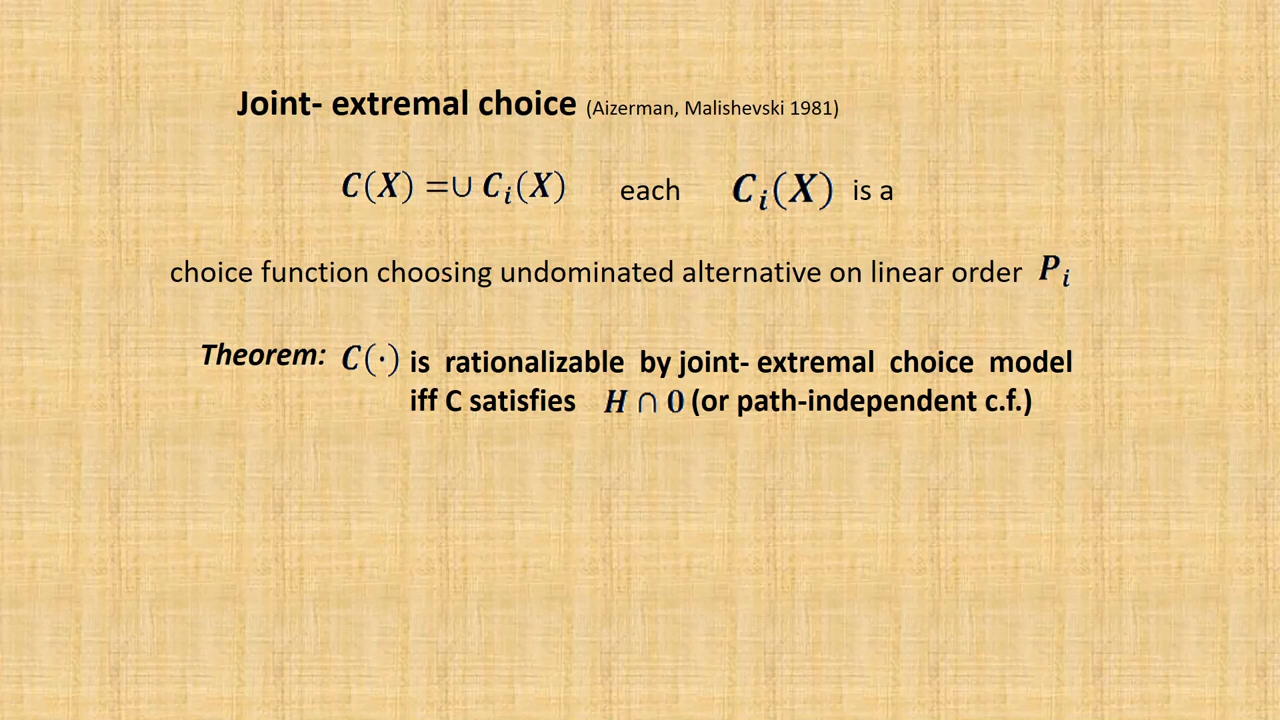 Joint- extremal choice (Aizerman, Malishevski 1981)
C(X) =∪ C_i(X) each C_i(X) is a
choice function choosing undominated alternative on linear order P_i
Theorem: C(·) is rationalizable by joint- extremal choice model
iff C satisfies H ∩ 0 (or path-independent c.f.)